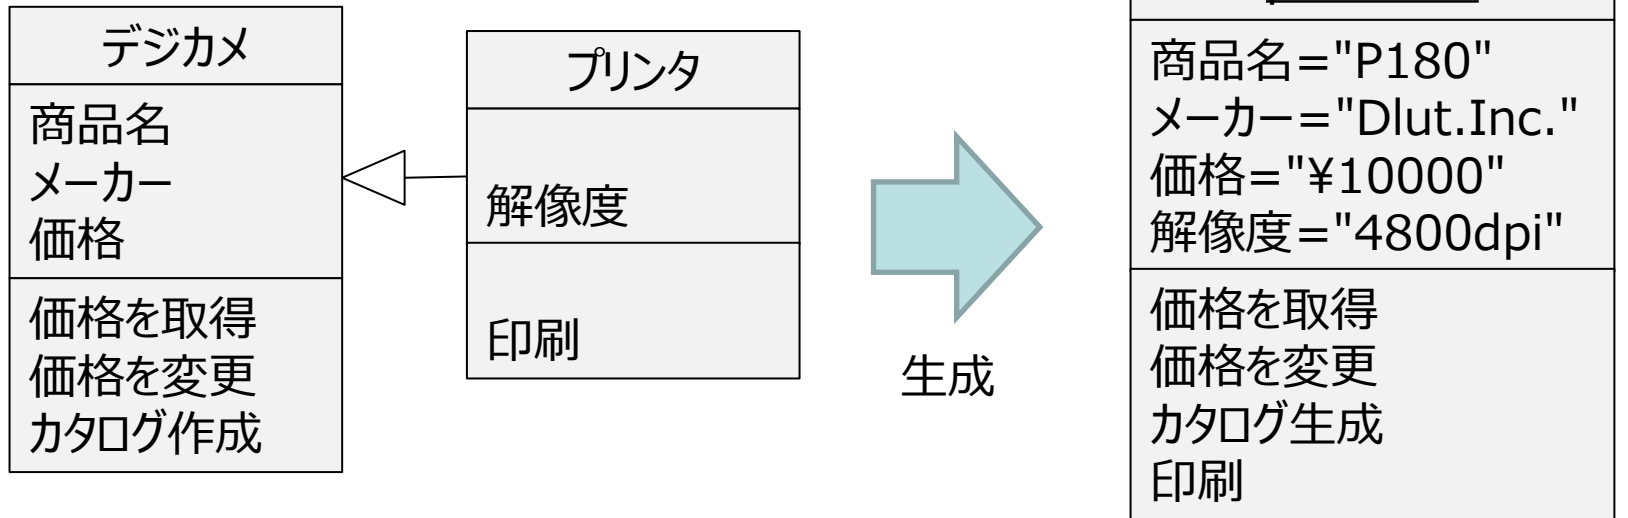 デジカメ
商品名
メーカー
価格
価格を取得
価格を変更
カタログ作成
プリンタ
解像度
印刷
生成
商品名="P180"
メーカー="Dlut.Inc."
価格="¥10000"
解像度="4800dpi"
価格を取得
価格を変更
カタログ生成
印刷